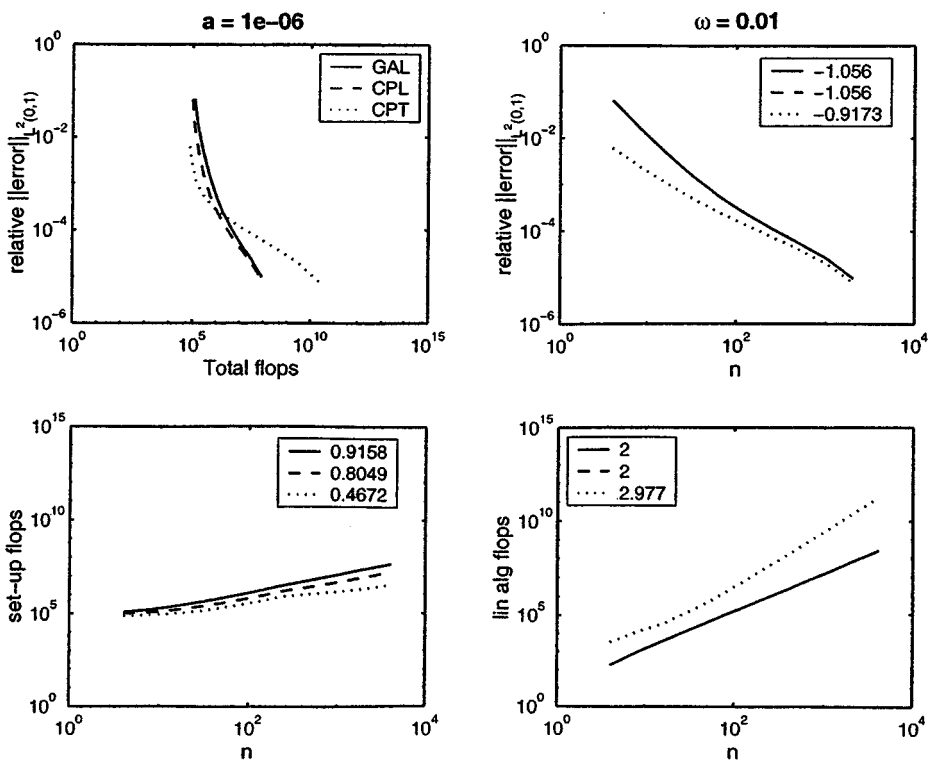 a = 1e−06
10^0
10^−2
10^−4
10^−6
relative ||error||_L^2(0,1)
GAL
CPL
CPT
10^0
10^5
10^10
10^15
Total flops
ω = 0.01
10^0
10^−2
10^−4
10^−6
relative ||error||_L^2(0,1)
−1.056
−1.056
−0.9173
10^0
10^2
10^4
n
10^15
10^10
10^5
10^0
set−up flops
0.9158
0.8049
0.4672
10^0
10^2
10^4
n
10^15
10^10
10^5
10^0
lin alg flops
2
2
2.977
10^0
10^2
10^4
n